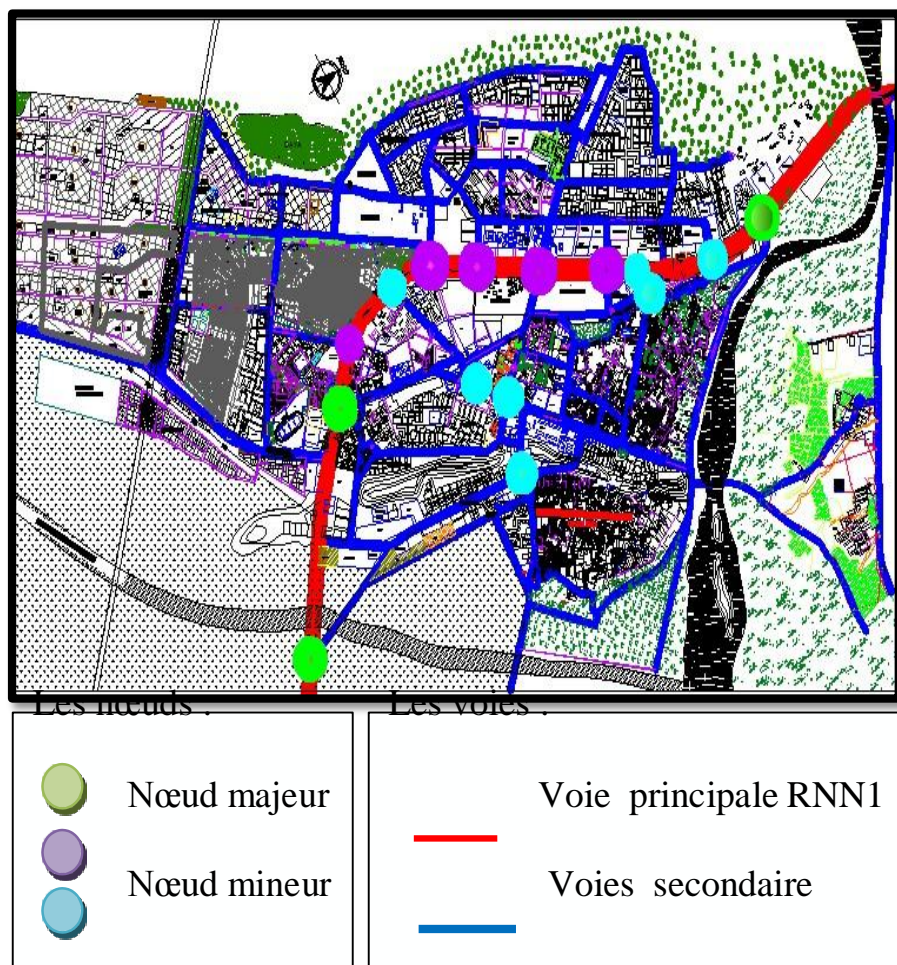 Les nœuds :
Nœud majeur
Nœud mineur
Les voies :
Voie principale RNN1
Voies secondaire